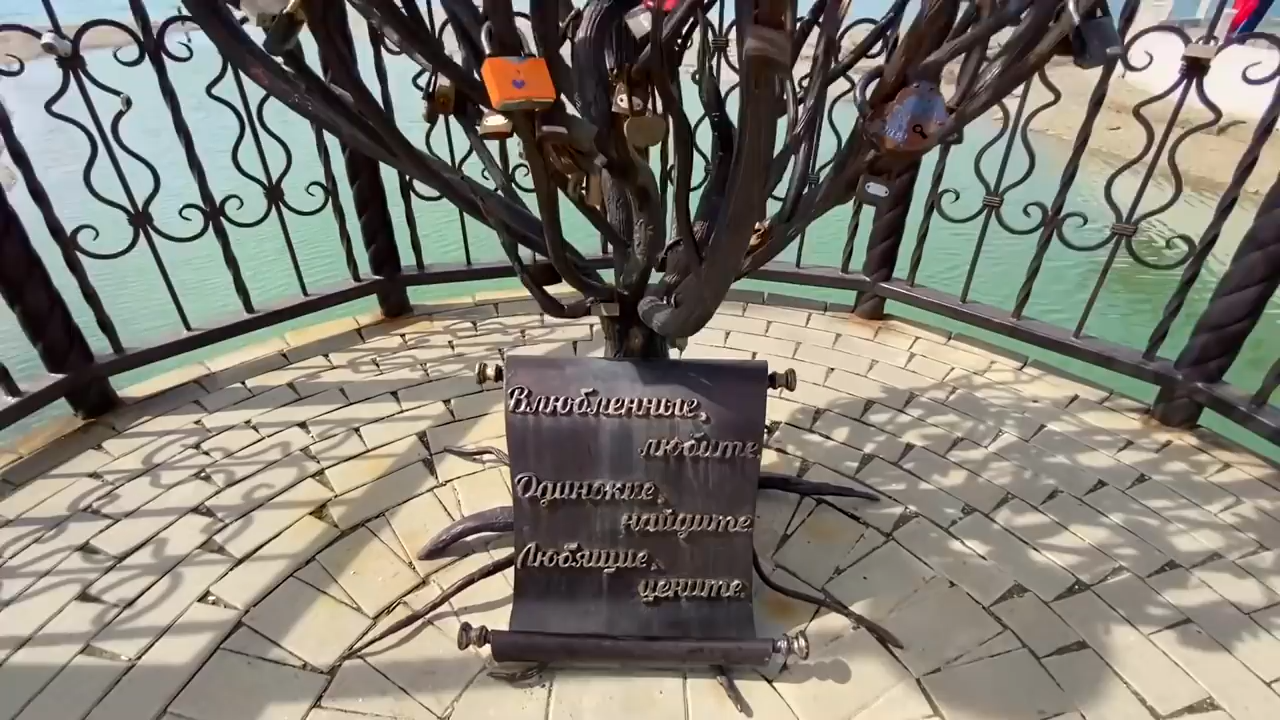 Влюбленные,
любите.
Одинокие,
найдите.
Любящие,
цените.